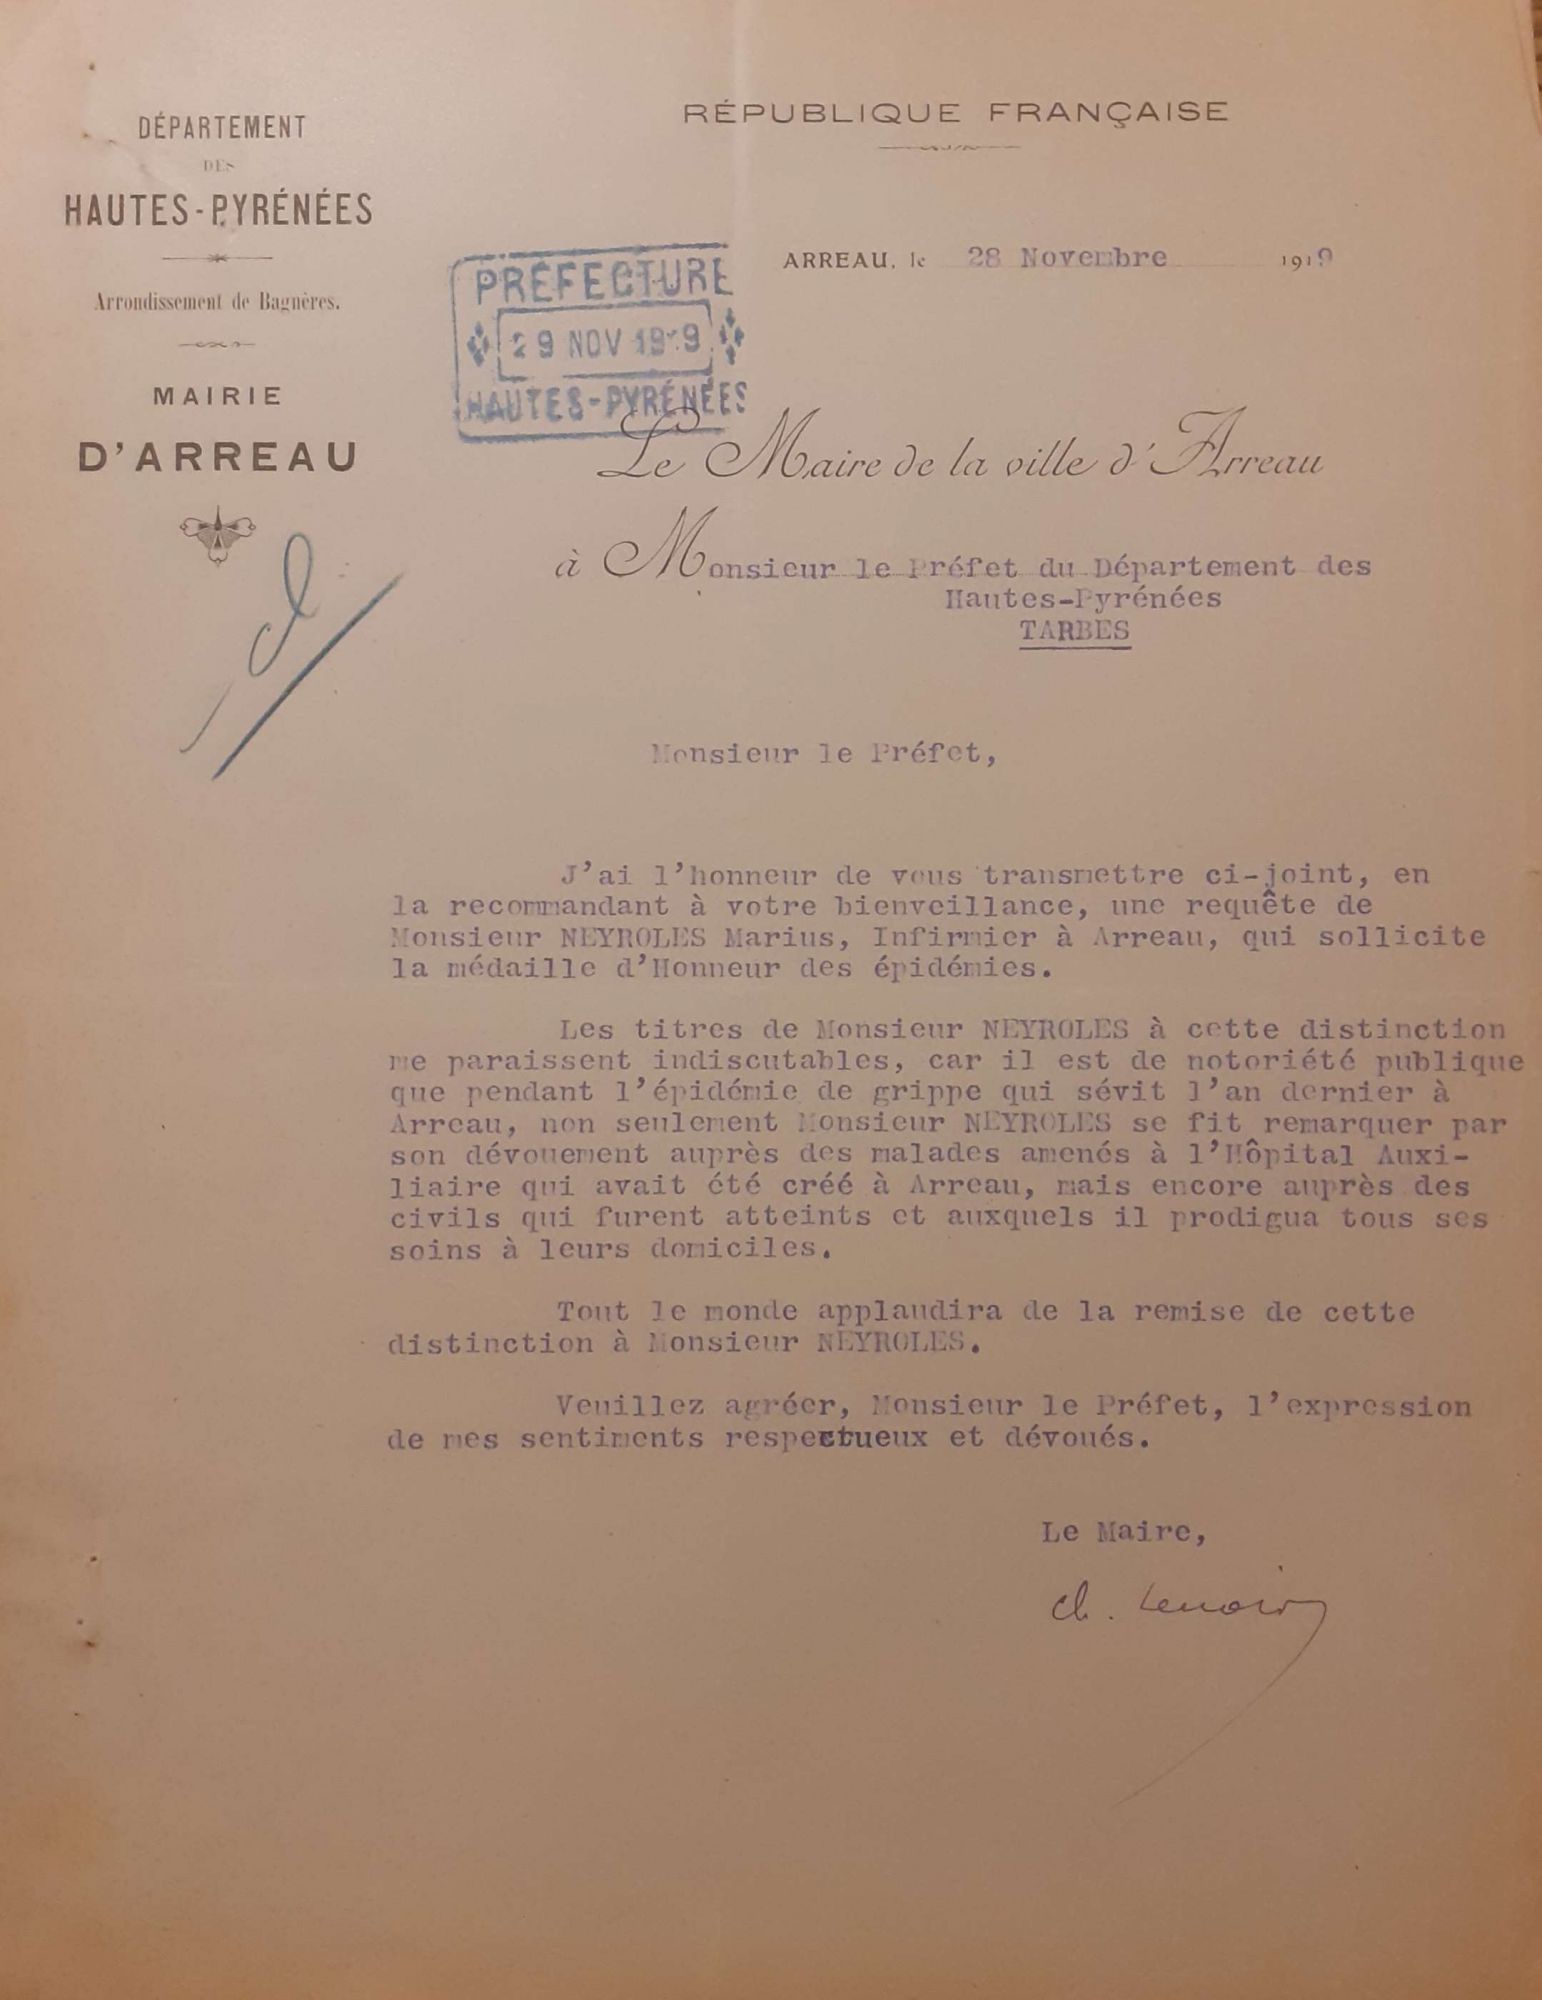 RÉPUBLIQUE FRANÇAISE
DÉPARTEMENT
DES
HAUTES-PYRÉNÉES
Arrondissement de Bagnères.
MAIRIE
D'ARREAU
PRÉFECTURE
29 NOV 1919
HAUTES-PYRÉNÉES
ARREAU, le 28 Novembre 1919
Le Maire de la ville d'Arreau
à Monsieur le Préfet du Département des
Hautes-Pyrénées
TARBES
Monsieur le Préfet,
J'ai l'honneur de vous transmettre ci-joint, en
la recommandant à votre bienveillance, une requête de
Monsieur NEYROLES Marius, Infirmier à Arreau, qui sollicite
la médaille d'Honneur des épidémies.
Les titres de Monsieur NEYROLES à cette distinction
me paraissent indiscutables, car il est de notoriété publique
que pendant l'épidémie de grippe qui sévit l'an dernier à
Arreau, non seulement Monsieur NEYROLES se fit remarquer par
son dévouement auprès des malades amenés à l'Hôpital Auxi-
liaire qui avait été créé à Arreau, mais encore auprès des
civils qui furent atteints et auxquels il prodigua tous ses
soins à leurs domiciles.
Tout le monde applaudira de la remise de cette
distinction à Monsieur NEYROLES.
Veuillez agréer, Monsieur le Préfet, l'expression
de mes sentiments respectueux et dévoués.
Le Maire,
Ch. Lenoir